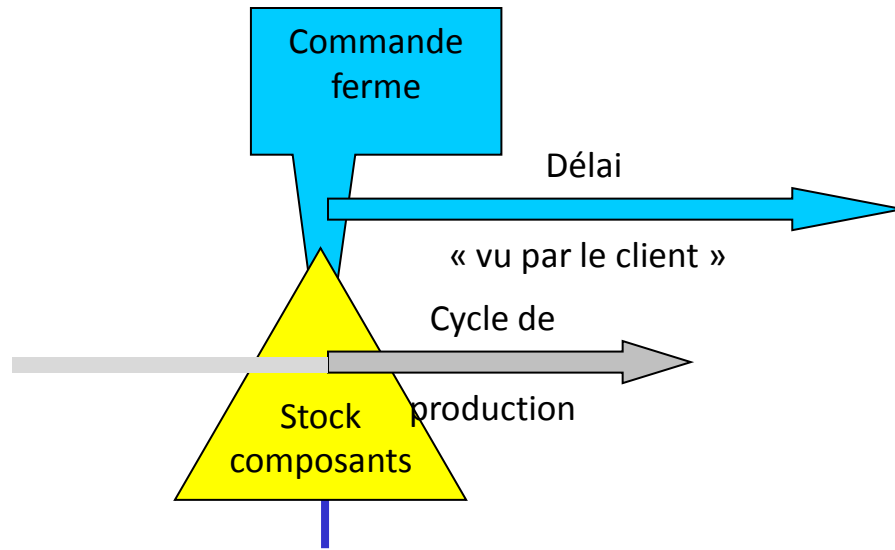 Commande
ferme
Délai
« vu par le client »
Cycle de
production
Stock
composants